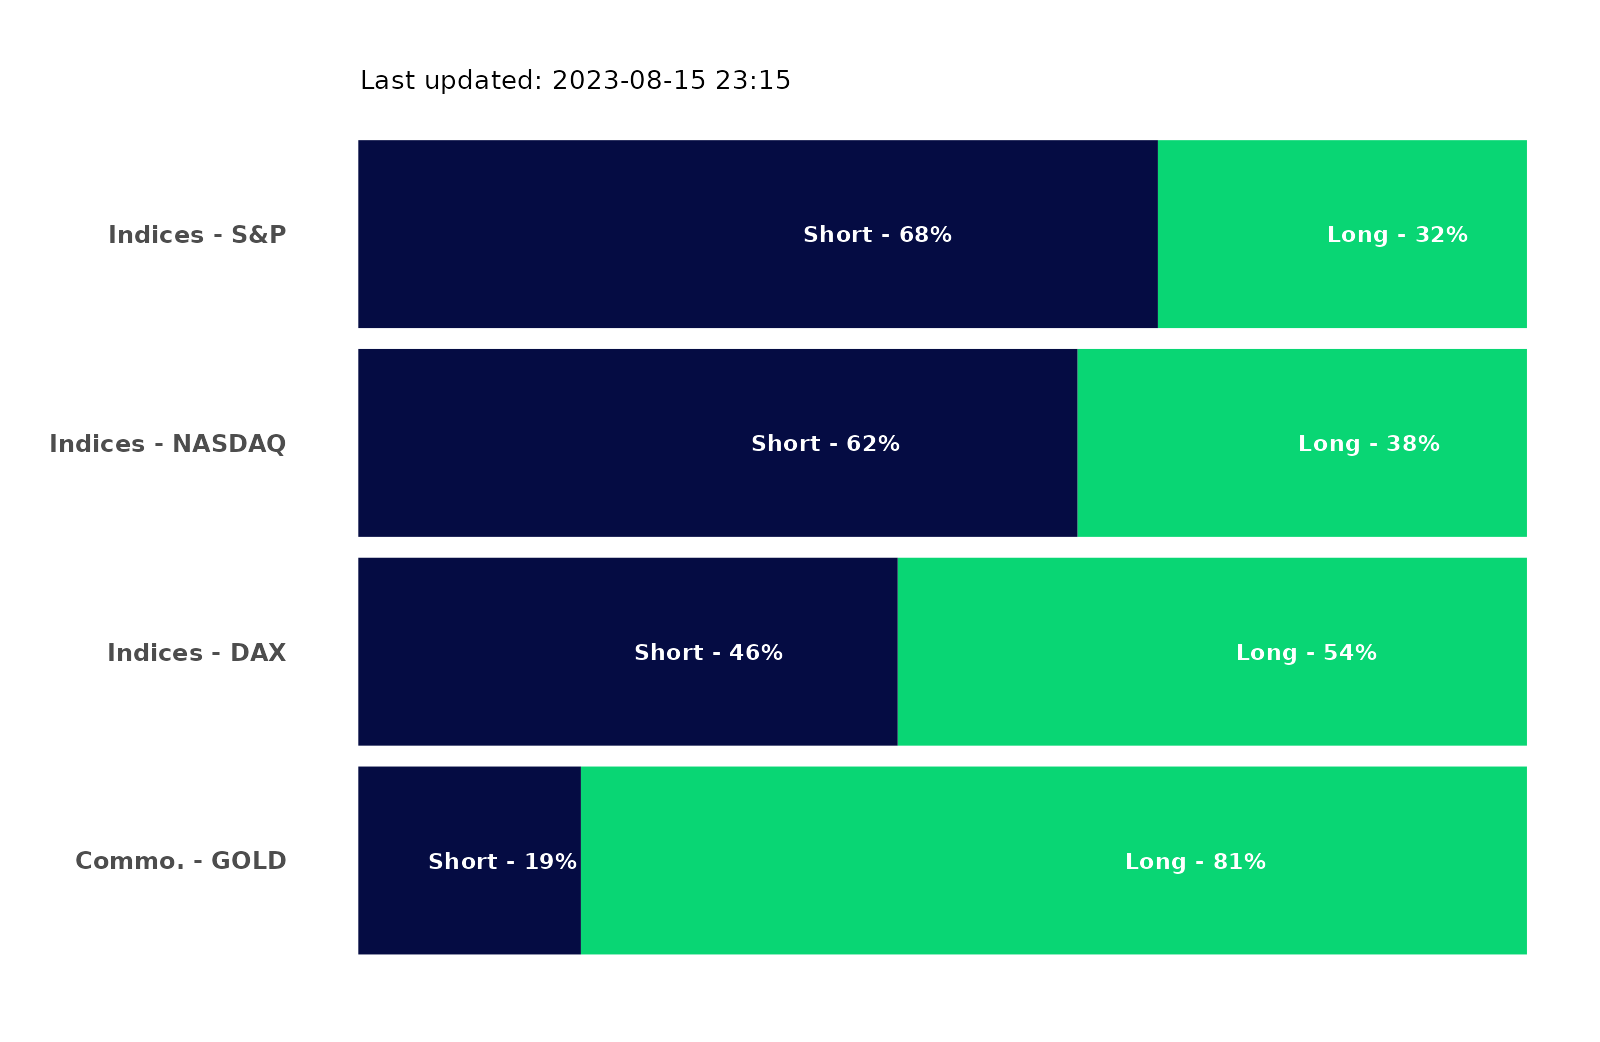 Last updated: 2023-08-15 23:15
Indices - S&P
Short - 68%
Long - 32%
Indices - NASDAQ
Short - 62%
Long - 38%
Indices - DAX
Short - 46%
Long - 54%
Commo. - GOLD
Short - 19%
Long - 81%